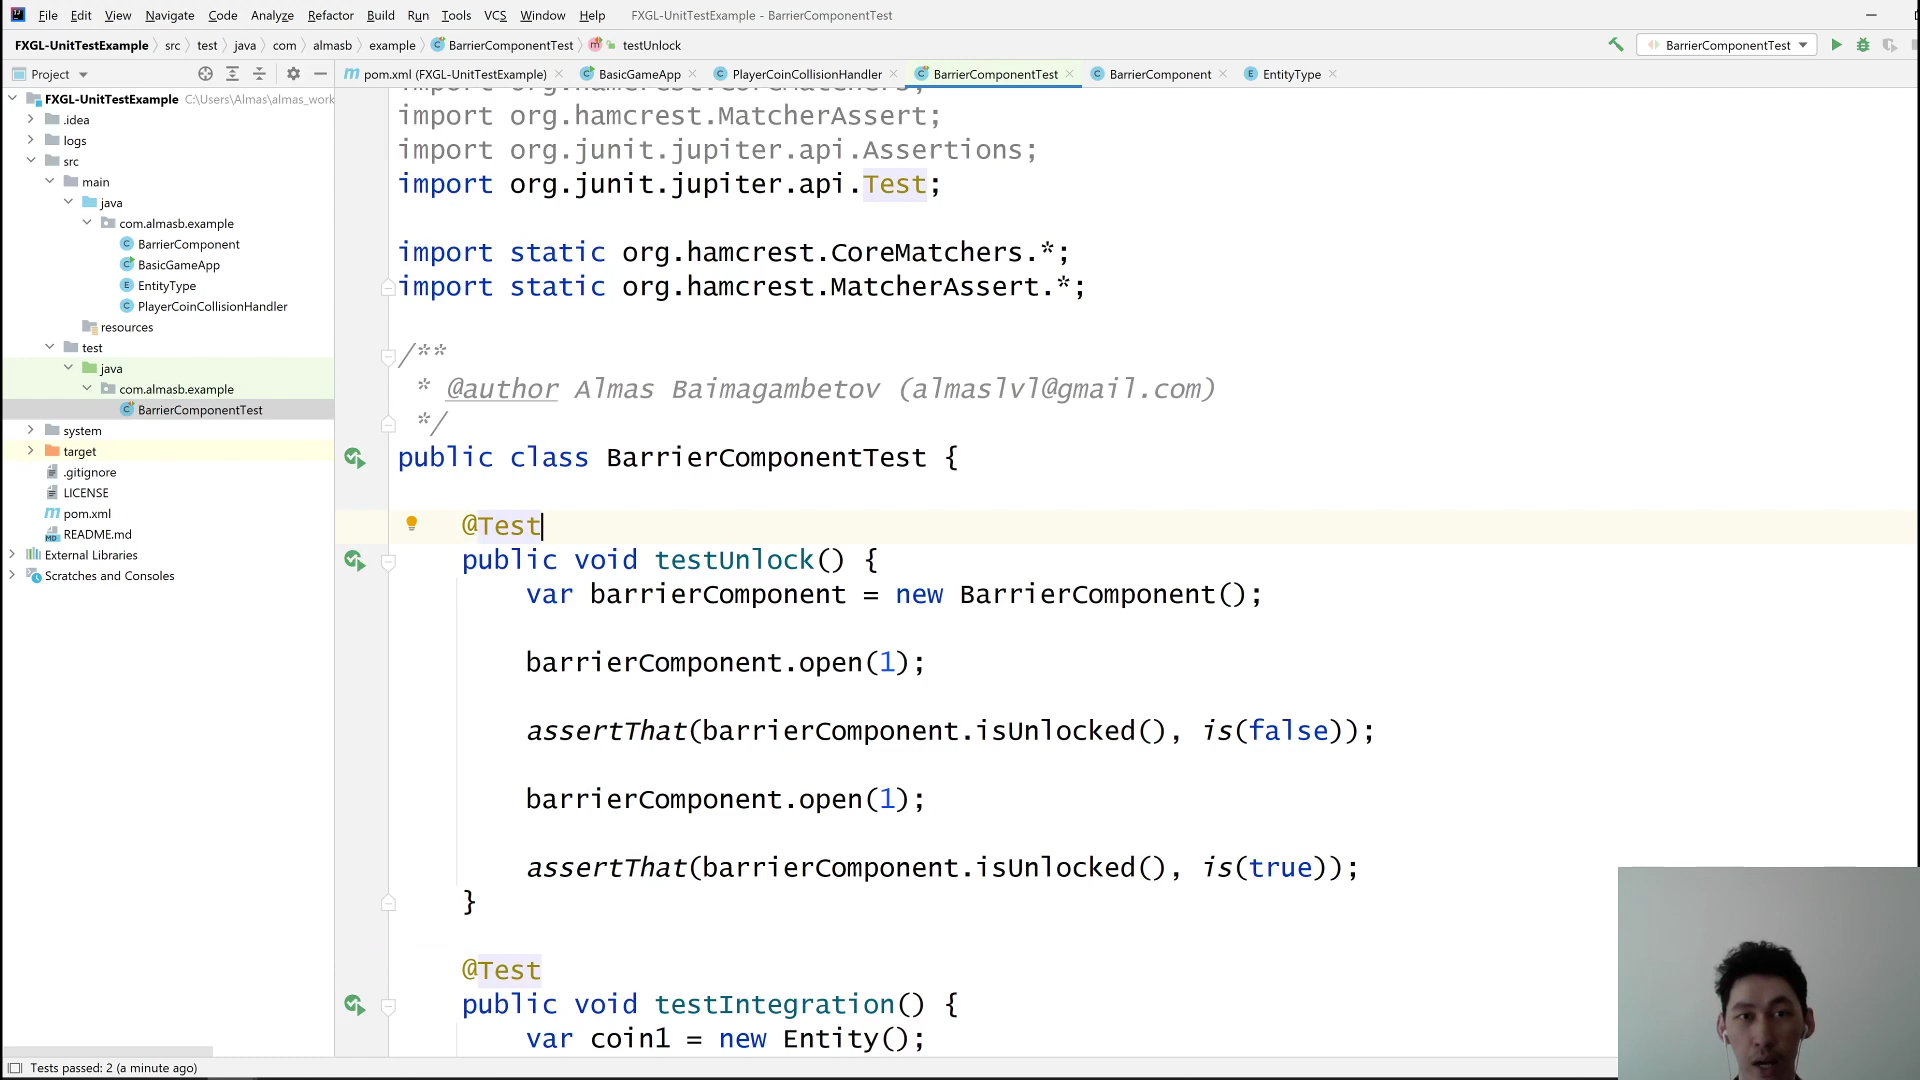 File Edit View Navigate Code Analyze Refactor Build Run Tools VCS Window Help FXGL-UnitTestExample - BarrierComponentTest
FXGL-UnitTestExample src test java com almasb example BarrierComponentTest testUnlock BarrierComponentTest
Project
pom.xml (FXGL-UnitTestExample) BasicGameApp PlayerCoinCollisionHandler BarrierComponentTest BarrierComponent EntityType
FXGL-UnitTestExample C:\Users\Almas\almas_work
.idea
logs
src
main
java
com.almasb.example
BarrierComponent
BasicGameApp
EntityType
PlayerCoinCollisionHandler
resources
test
java
com.almasb.example
BarrierComponentTest
system
target
.gitignore
LICENSE
pom.xml
README.md
External Libraries
Scratches and Consoles
import org.hamcrest.CoreMatchers;
import org.hamcrest.MatcherAssert;
import org.junit.jupiter.api.Assertions;
import org.junit.jupiter.api.Test;
import static org.hamcrest.CoreMatchers.*;
import static org.hamcrest.MatcherAssert.*;
/**
* @author Almas Baimagambetov (almaslvl@gmail.com)
*/
public class BarrierComponentTest {
@Test
public void testUnlock() {
var barrierComponent = new BarrierComponent();
barrierComponent.open(1);
assertThat(barrierComponent.isUnlocked(), is(false));
barrierComponent.open(1);
assertThat(barrierComponent.isUnlocked(), is(true));
}
@Test
public void testIntegration() {
var coin1 = new Entity();
Tests passed: 2 (a minute ago)